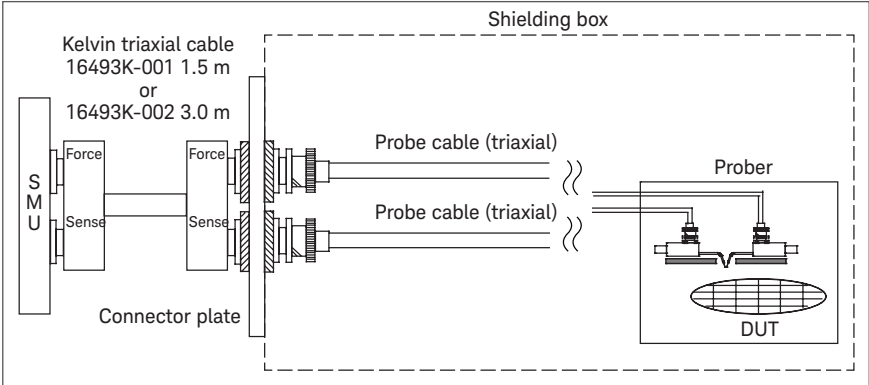 Shielding box
Kelvin triaxial cable
16493K-001 1.5 m
or
16493K-002 3.0 m
Force
Force
Probe cable (triaxial)
Prober
S
M
U
Sense
Sense
Probe cable (triaxial)
Connector plate
DUT